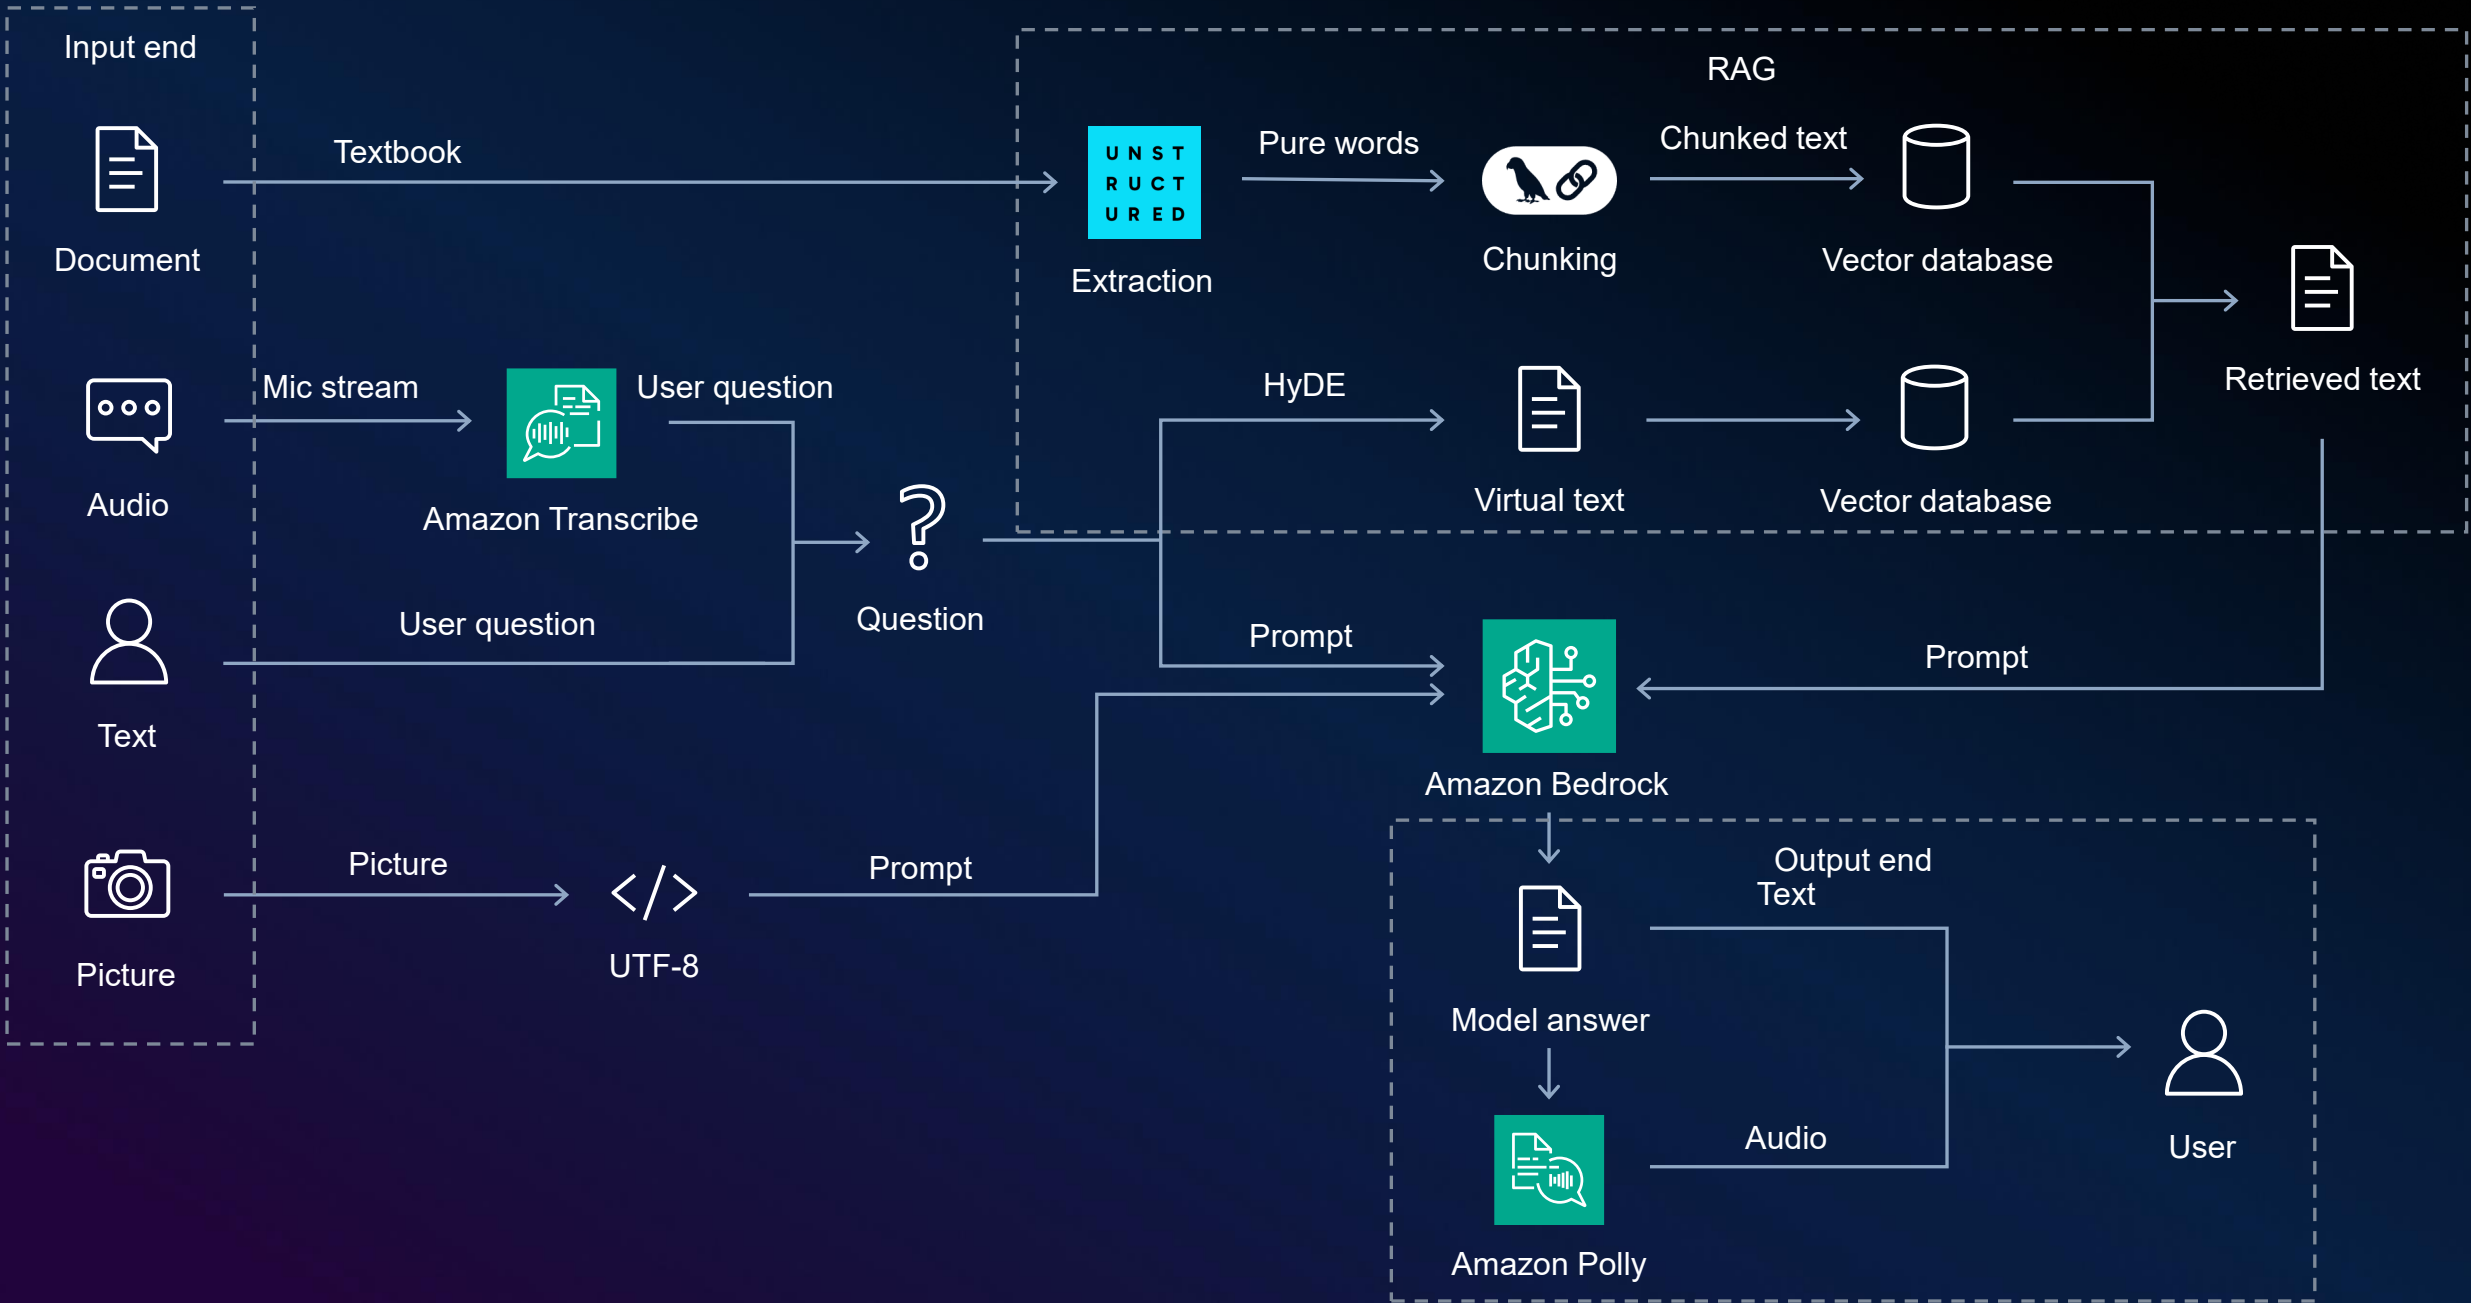 Input end
RAG
Textbook
UNST
RUCT
URED
Pure words
Chunked text
Document
Extraction
Chunking
Vector database
Mic stream
User question
HyDE
Retrieved text
Audio
Amazon Transcribe
Virtual text
Vector database
User question
Question
Prompt
Prompt
Text
Amazon Bedrock
Picture
Prompt
Output end
Text
Picture
UTF-8
Model answer
Audio
User
Amazon Polly